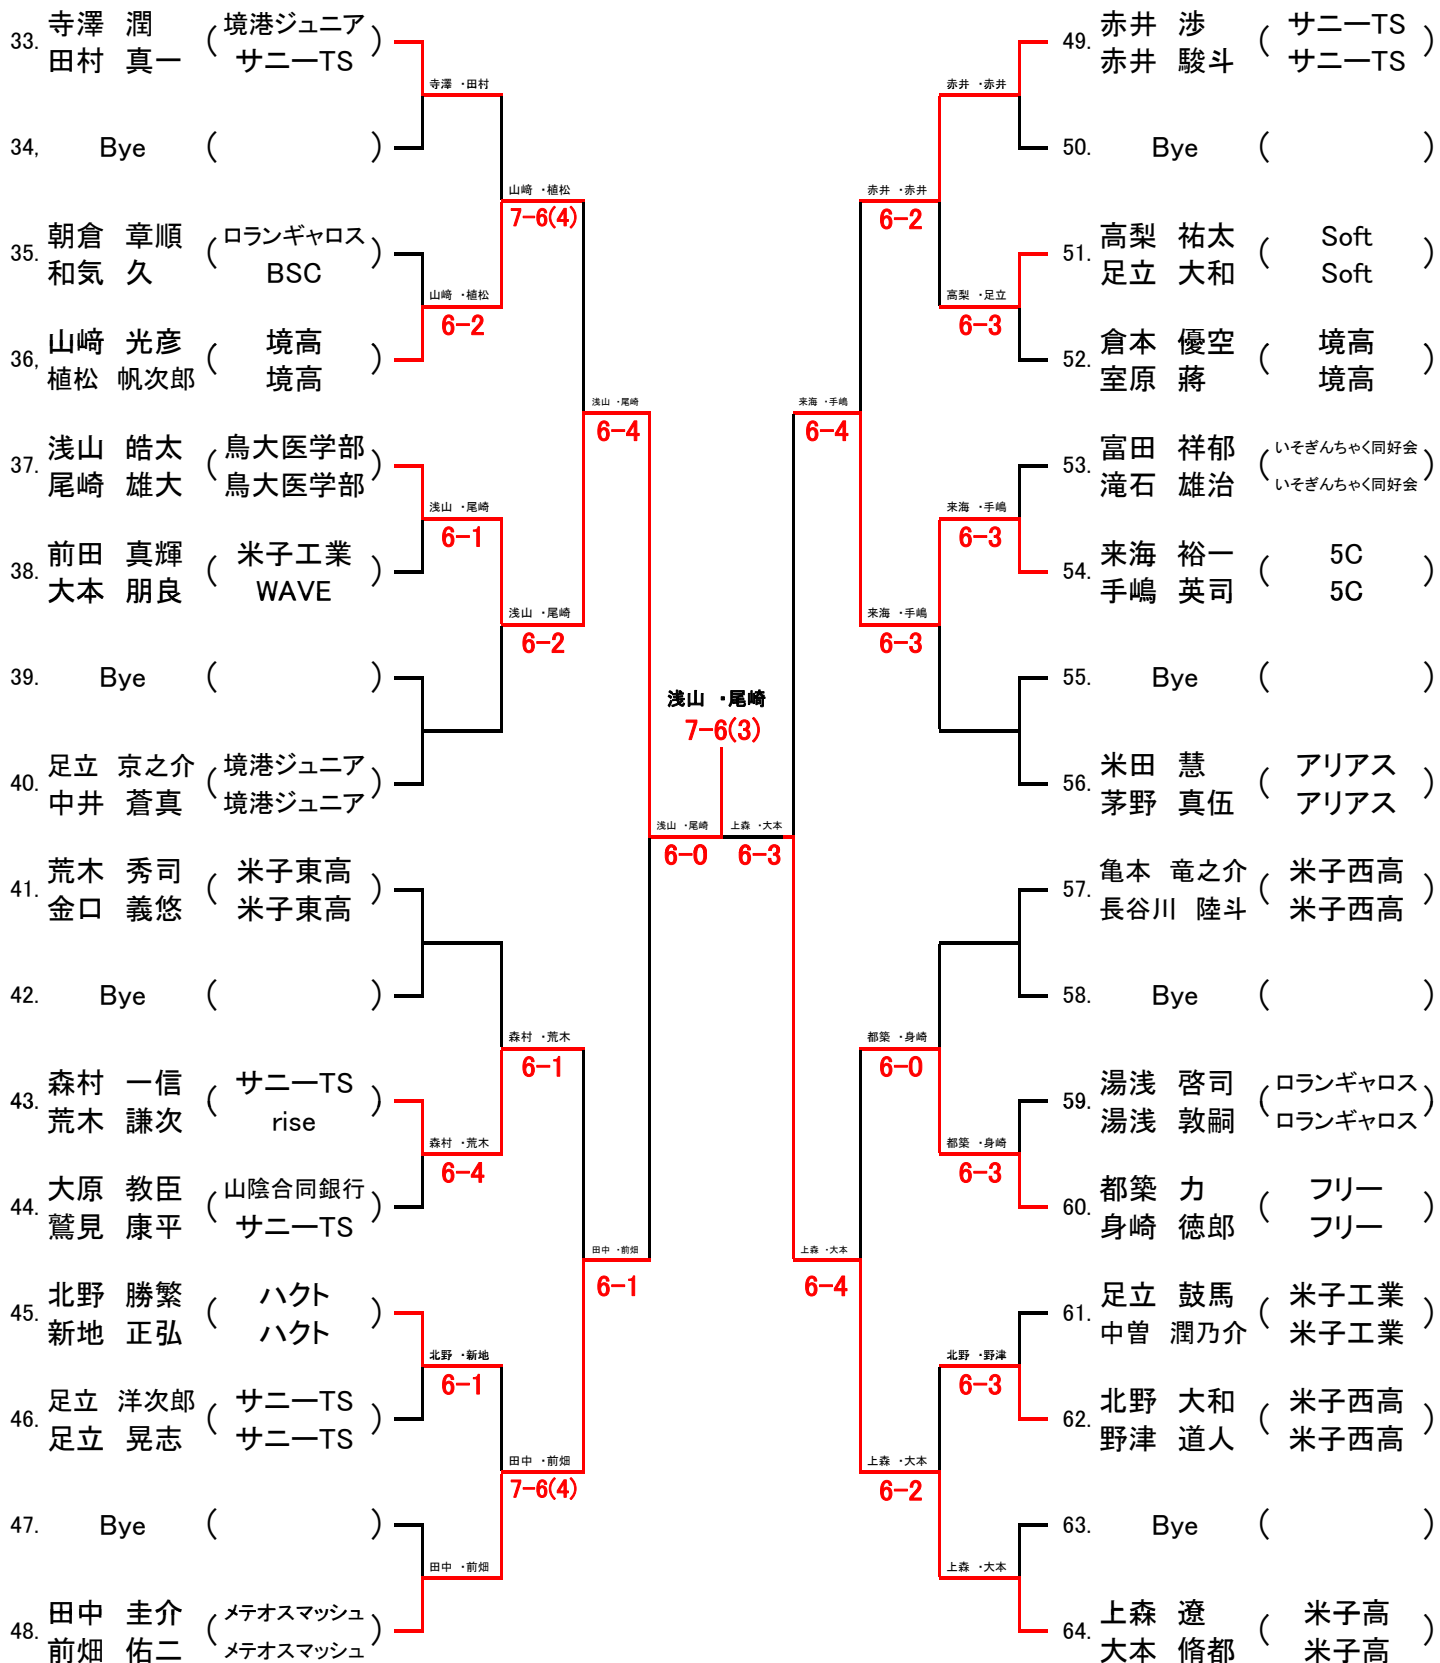 33. 寺澤 潤 (境港ジュニア)
田村 真一 (サニーTS)
34, Bye ( )
35. 朝倉 章順 (ロランギャロス)
和気 久 (BSC)
36, 山﨑 光彦 (境高)
植松 帆次郎 (境高)
37. 浅山 皓太 (鳥大医学部)
尾崎 雄大 (鳥大医学部)
38. 前田 真輝 (米子工業)
大本 朋良 (WAVE)
39. Bye ( )
40. 足立 京之介 (境港ジュニア)
中井 蒼真 (境港ジュニア)
41. 荒木 秀司 (米子東高)
金口 義悠 (米子東高)
42. Bye ( )
43. 森村 一信 (サニーTS)
荒木 謙次 (rise)
44. 大原 教臣 (山陰合同銀行)
鷲見 康平 (サニーTS)
45. 北野 勝繁 (ハクト)
新地 正弘 (ハクト)
46. 足立 洋次郎 (サニーTS)
足立 晃志 (サニーTS)
47. Bye ( )
48. 田中 圭介 (メテオスマッシュ)
前畑 佑二 (メテオスマッシュ)
寺澤 ・田村
山﨑 ・植松
6-2
浅山 ・尾崎
6-1
森村 ・荒木
6-4
北野 ・新地
6-1
田中 ・前畑
山﨑 ・植松
7-6(4)
浅山 ・尾崎
6-2
森村 ・荒木
6-1
田中 ・前畑
7-6(4)
浅山 ・尾崎
6-4
田中 ・前畑
6-1
浅山 ・尾崎
6-0
浅山 ・尾崎
7-6(3)
上森 ・大本
6-3
来海 ・手嶋
6-4
上森 ・大本
6-4
赤井 ・赤井
6-2
来海 ・手嶋
6-3
都築 ・身崎
6-0
上森 ・大本
6-2
赤井 ・赤井
高梨 ・足立
6-3
来海 ・手嶋
6-3
都築 ・身崎
6-3
北野 ・野津
6-3
上森 ・大本
49. 赤井 渉 (サニーTS)
赤井 駿斗 (サニーTS)
50. Bye ( )
51. 高梨 祐太 (Soft)
足立 大和 (Soft)
52. 倉本 優空 (境高)
室原 蔣 (境高)
53. 富田 祥郁 (いそぎんちゃく同好会)
滝石 雄治 (いそぎんちゃく同好会)
54. 来海 裕一 (5C)
手嶋 英司 (5C)
55. Bye ( )
56. 米田 慧 (アリアス)
茅野 真伍 (アリアス)
57. 亀本 竜之介 (米子西高)
長谷川 陸斗 (米子西高)
58. Bye ( )
59. 湯浅 啓司 (ロランギャロス)
湯浅 敦嗣 (ロランギャロス)
60. 都築 力 (フリー)
身崎 徳郎 (フリー)
61. 足立 鼓馬 (米子工業)
中曽 潤乃介 (米子工業)
62. 北野 大和 (米子西高)
野津 道人 (米子西高)
63. Bye ( )
64. 上森 遼 (米子高)
大本 脩都 (米子高)